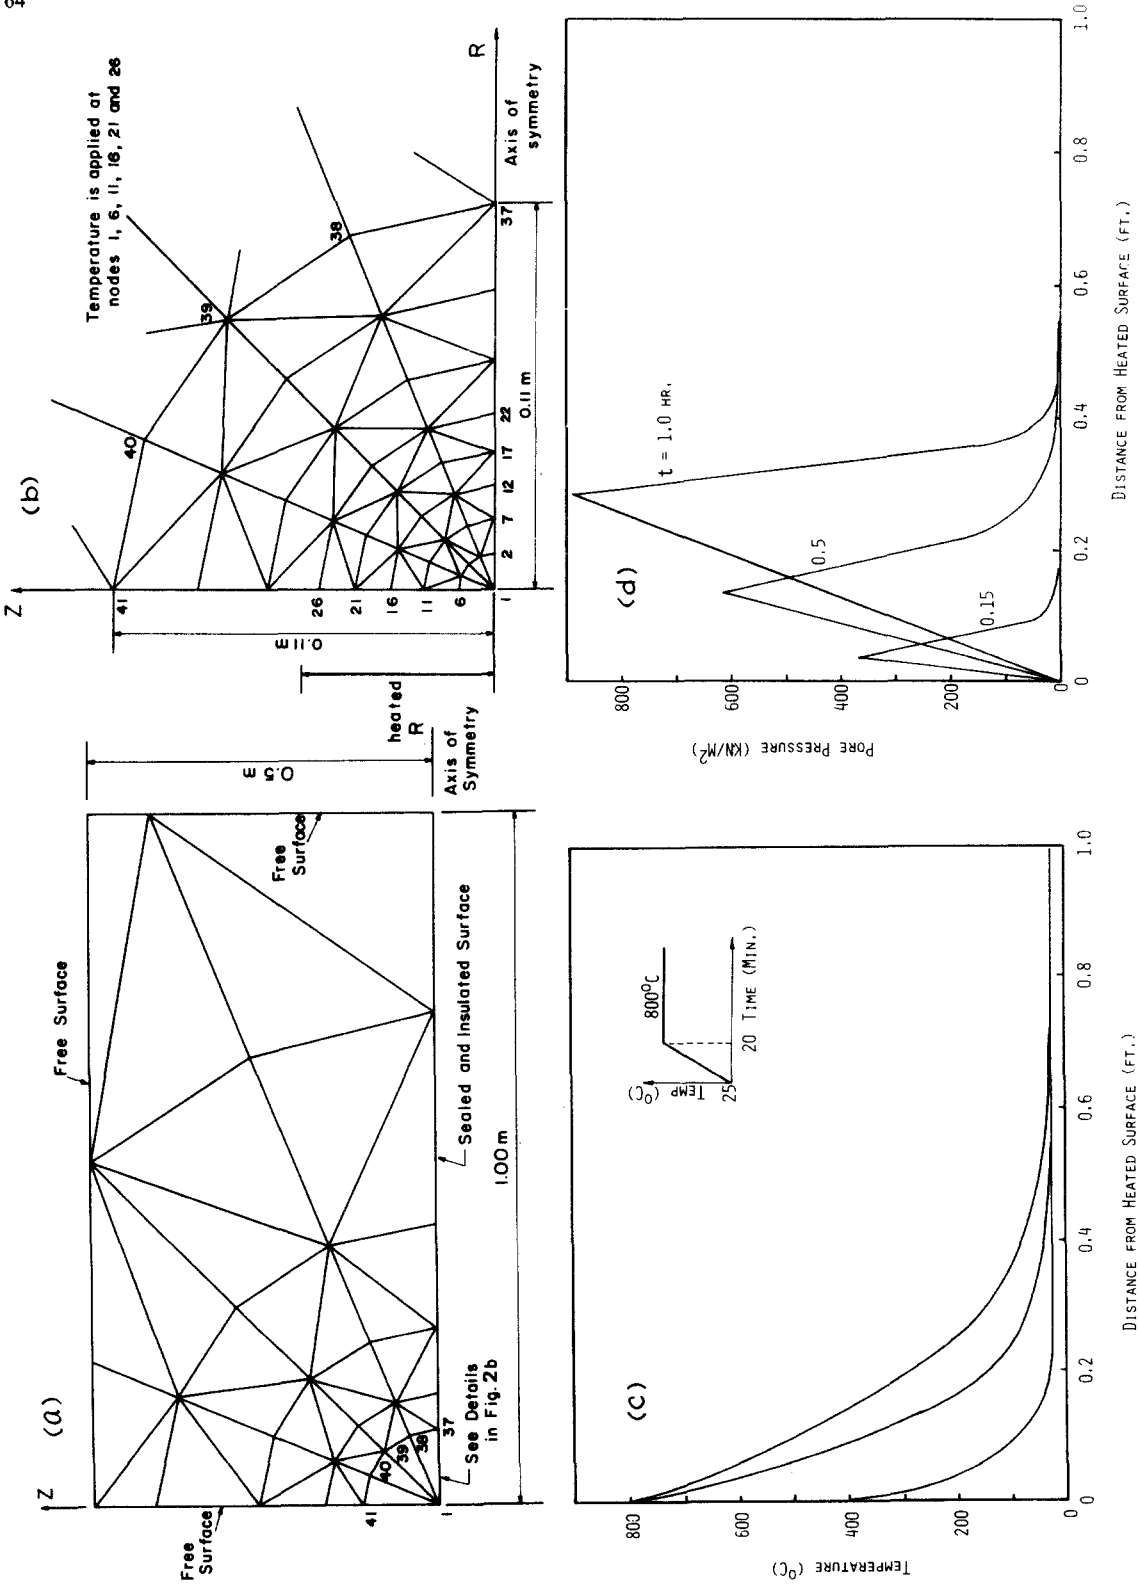 64
(a)
Z
Free Surface
Free
Surface
Free
Surface
0.5 m
Axis of
Symmetry
Sealed and Insulated Surface
1.00 m
See Details
in Fig. 2b
41
40
39
38
37
1
(b)
Z
R
Temperature is applied at
nodes 1, 6, 11, 16, 21 and 26
41
40
39
38
37
26
21
16
11
6
1
2
7
12
17
22
0.11 m
0.11 m
heated
R
Axis of
symmetry
(c)
TEMPERATURE (°C)
800
600
400
200
0
TEMP (°C)
800°C
25
20 TIME (MIN.)
0.2
0.4
0.6
0.8
1.0
DISTANCE FROM HEATED SURFACE (FT.)
(d)
PORE PRESSURE (KN/M²)
800
600
400
200
0
t = 1.0 HR.
0.5
0.15
0
0.2
0.4
0.6
0.8
1.0
DISTANCE FROM HEATED SURFACE (FT.)
0